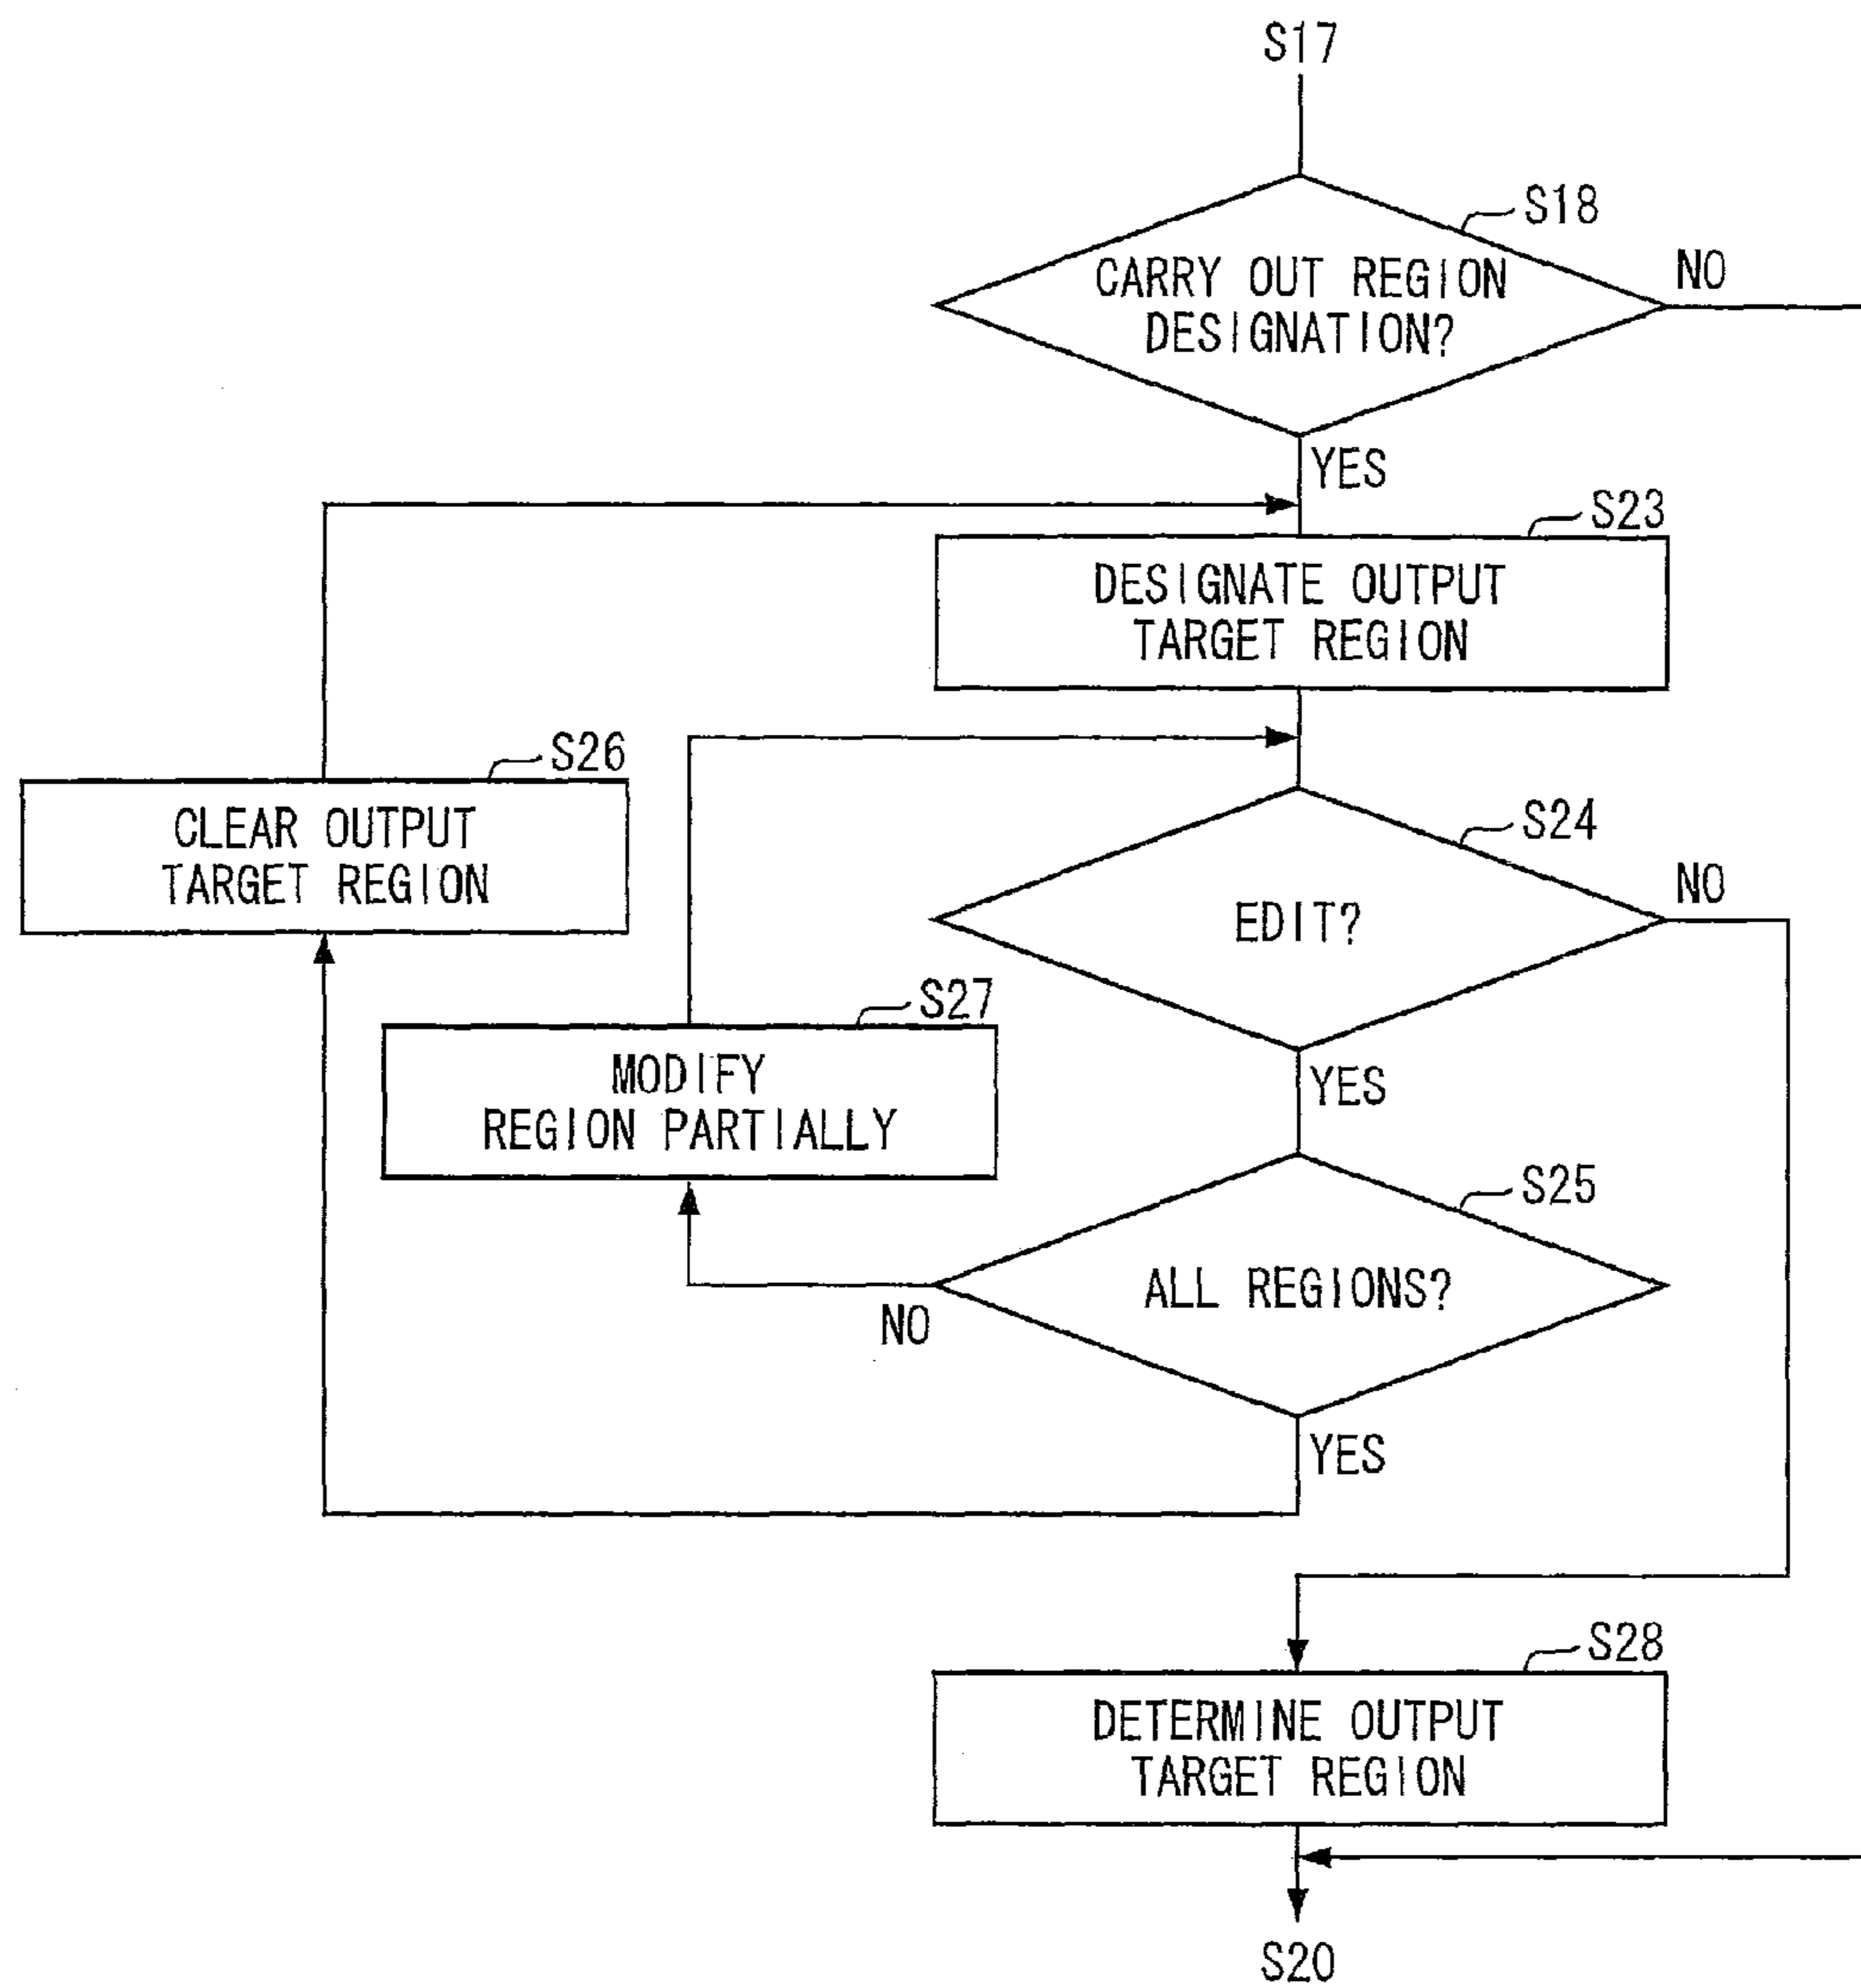 S17
S18
CARRY OUT REGION
DESIGNATION?
NO
YES
S23
DESIGNATE OUTPUT
TARGET REGION
S26
CLEAR OUTPUT
TARGET REGION
S24
EDIT?
NO
YES
S27
MODIFY
REGION PARTIALLY
S25
ALL REGIONS?
NO
YES
S28
DETERMINE OUTPUT
TARGET REGION
S20